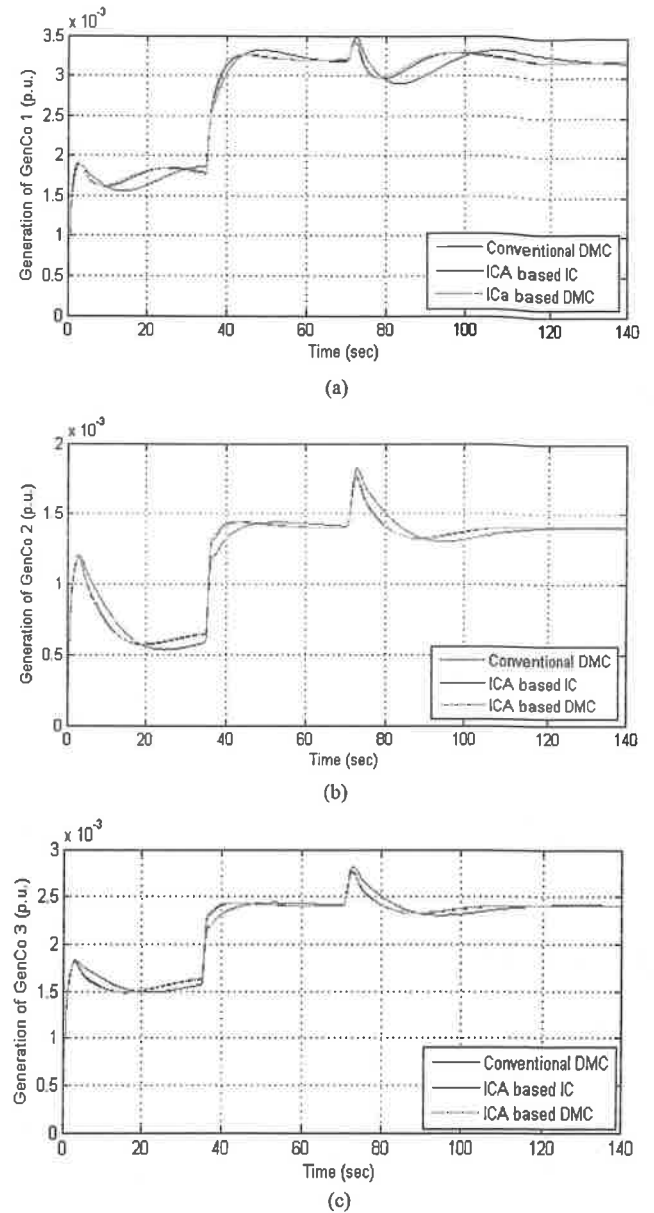 x 10^-3
3.5
3
2.5
2
1.5
1
0.5
0
Generation of GenCo 1 (p.u.)
Conventional DMC
ICA based IC
ICa based DMC
0 20 40 60 80 100 120 140
Time (sec)
(a)
x 10^-3
2
1.5
1
0.5
0
Generation of GenCo 2 (p.u.)
Conventional DMC
ICA based IC
ICA based DMC
0 20 40 60 80 100 120 140
Time (sec)
(b)
x 10^-3
3
2.5
2
1.5
1
0.5
0
Generation of GenCo 3 (p.u.)
Conventional DMC
ICA based IC
ICA based DMC
0 20 40 60 80 100 120 140
Time (sec)
(c)